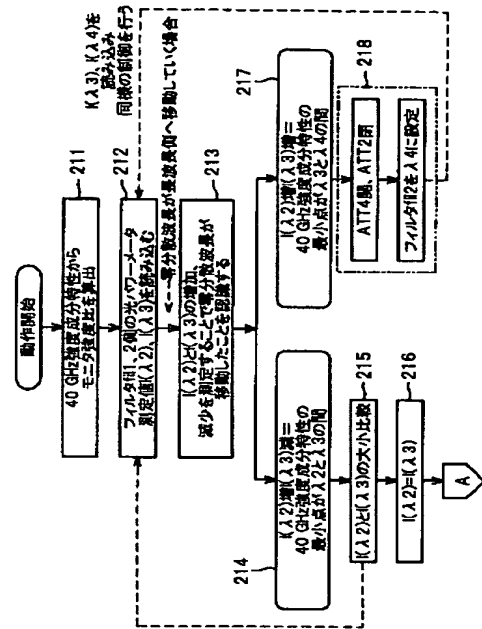 動作開始
211
40 GHz強度成分特性から
モニタ強度比を算出
212
フィルタ付1、2側の光パワーメータ
測定値I(λ2)、I(λ3)を読み込む
I(λ3)、I(λ4)を
読み込み
同様の制御を行う
<---零分散波長が長波長側へ移動していく場合
213
I(λ2)とI(λ3)の増加、
減少を測定することで零分散波長が
移動したことを認識する
214
I(λ2)増I(λ3)減=
40 GHz強度成分特性の
最小点がλ2とλ3の間
215
I(λ2)とI(λ3)の大小比較
216
I(λ2)=I(λ3)
A
217
I(λ2)増I(λ3)増=
40 GHz強度成分特性の
最小点がλ3とλ4の間
218
ATT4開、ATT2閉
フィルタ付2をλ4に設定